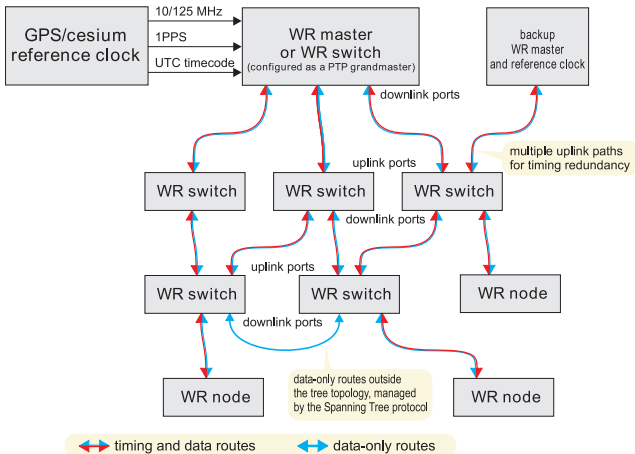 GPS/cesium
reference clock
10/125 MHz
1PPS
UTC timecode
WR master
or WR switch
(configured as a PTP grandmaster)
backup
WR master
and reference clock
downlink ports
multiple uplink paths
for timing redundancy
uplink ports
WR switch
WR switch
WR switch
downlink ports
uplink ports
WR switch
WR switch
WR node
downlink ports
WR node
data-only routes outside
the tree topology, managed
by the Spanning Tree protocol
WR node
timing and data routes
data-only routes